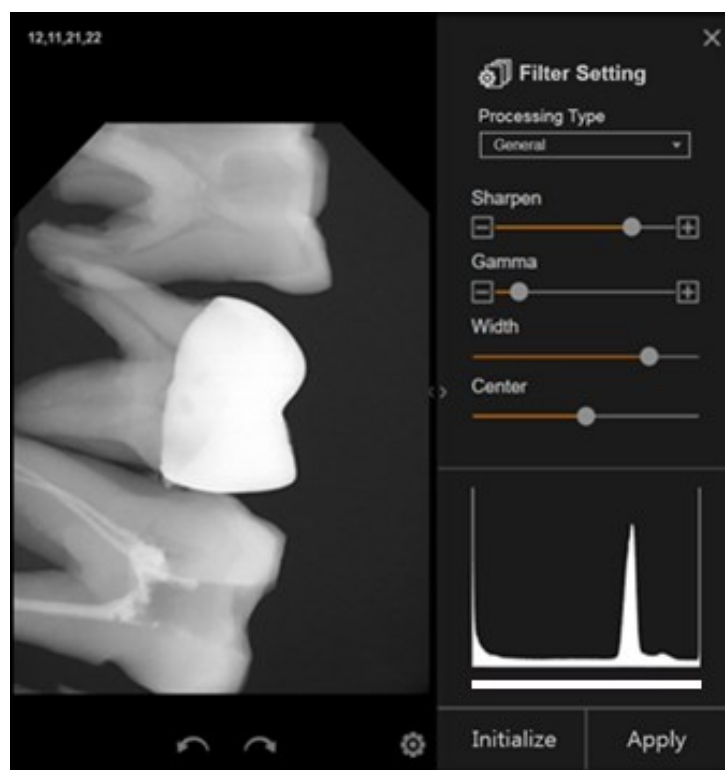 12,11,21,22
Filter Setting
Processing Type
General
Sharpen
Gamma
Width
Center
Initialize
Apply